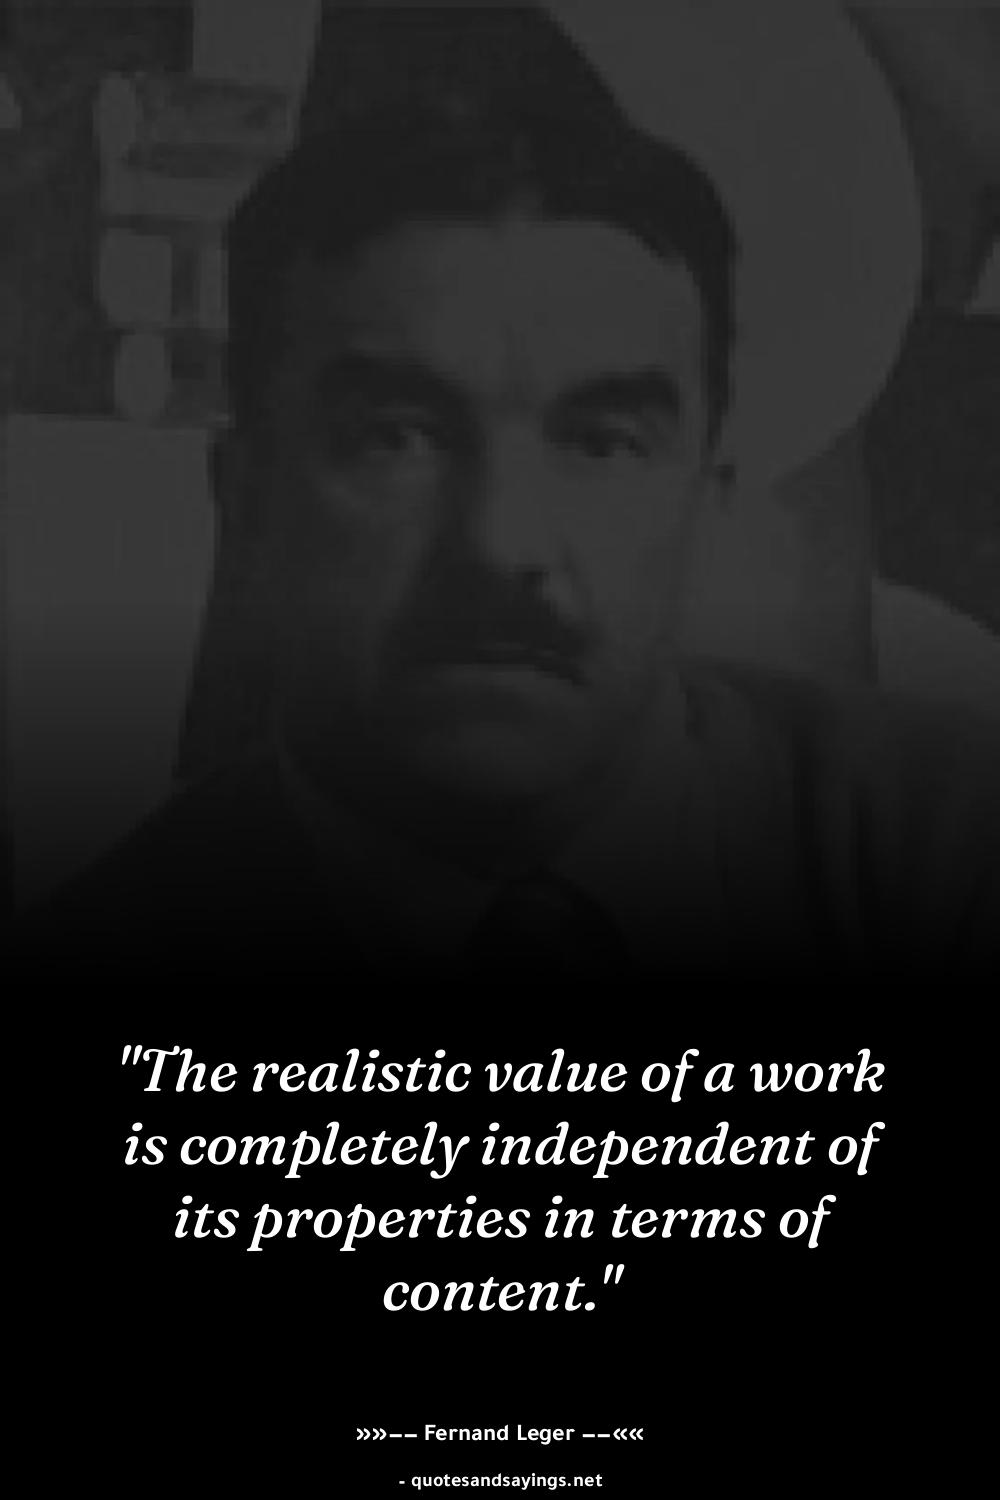 "The realistic value of a work
is completely independent of
its properties in terms of
content."
»»–– Fernand Leger ––««
- quotesandsayings.net